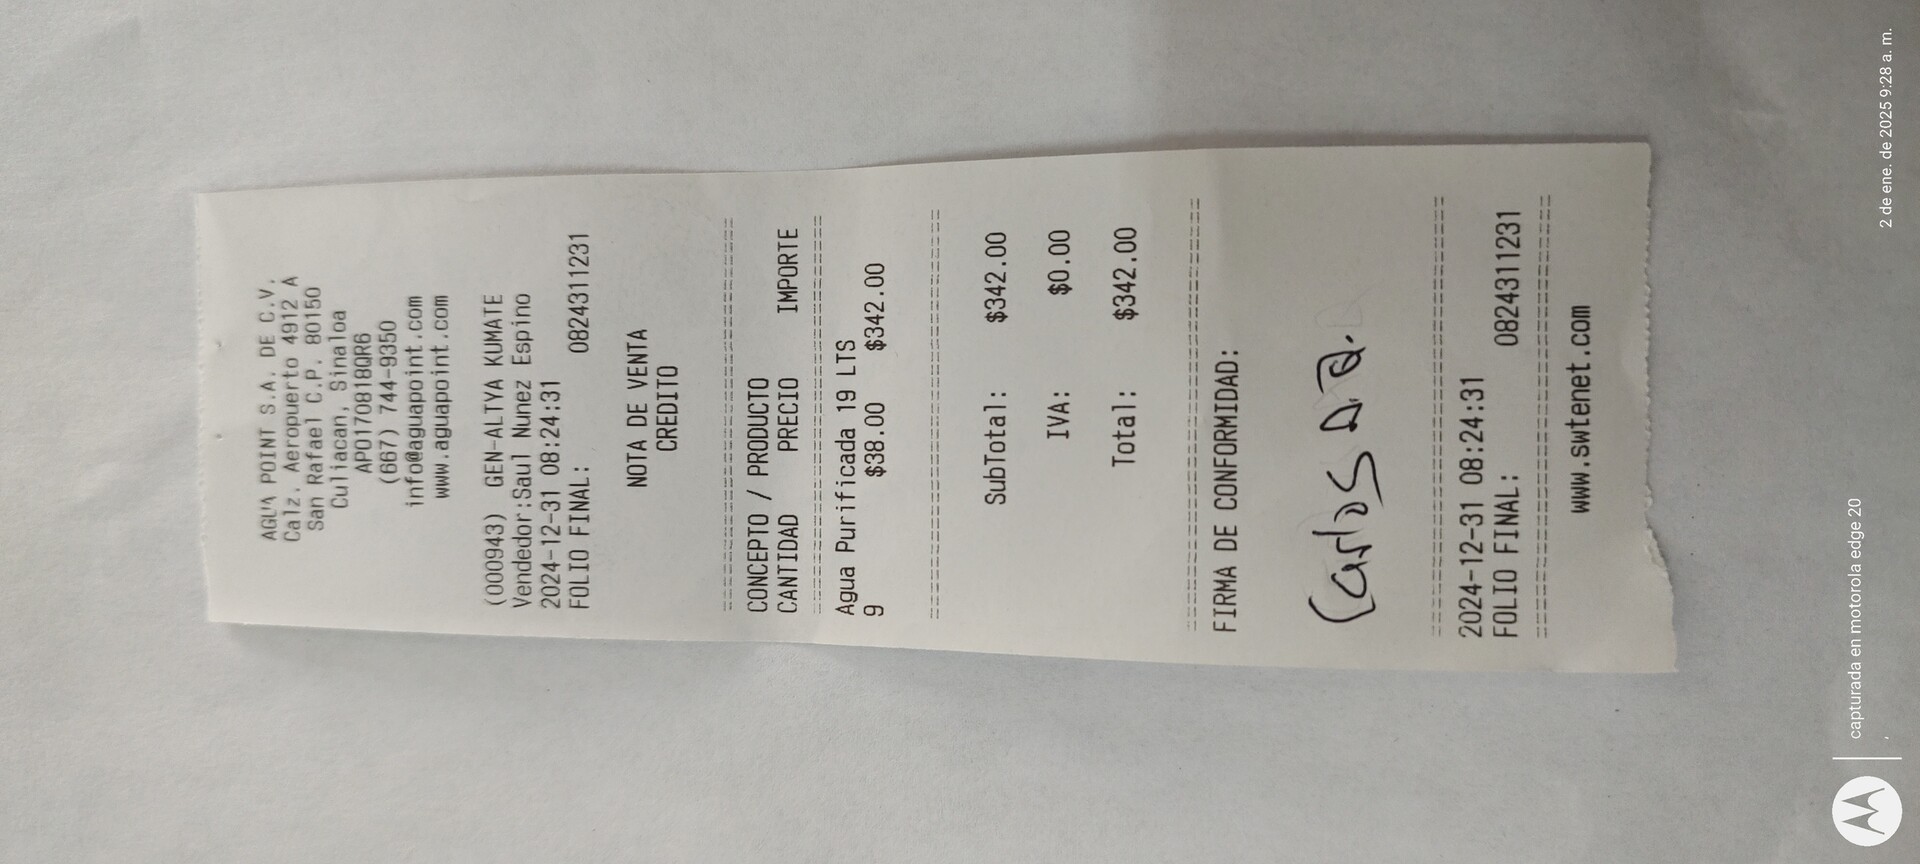 AGUA POINT S.A. DE C.V.
Calz. Aeropuerto 4912 A
San Rafael C.P. 80150
Culiacan, Sinaloa
APO170818QR6
(667) 744-9350
info@aguapoint.com
www.aguapoint.com
(000943) GEN-ALTYA KUMATE
Vendedor:Saul Nunez Espino
2024-12-31 08:24:31
FOLIO FINAL: 0824311231
NOTA DE VENTA
CREDITO
==============================
CONCEPTO / PRODUCTO
CANTIDAD PRECIO IMPORTE
==============================
Agua Purificada 19 LTS
9 $38.00 $342.00
==============================
SubTotal: $342.00
IVA: $0.00
Total: $342.00
==============================
FIRMA DE CONFORMIDAD:
Carlos
==============================
2024-12-31 08:24:31
FOLIO FINAL: 0824311231
==============================
www.swtenet.com
capturada en motorola edge 20
2 de ene. de 2025 9:28 a. m.